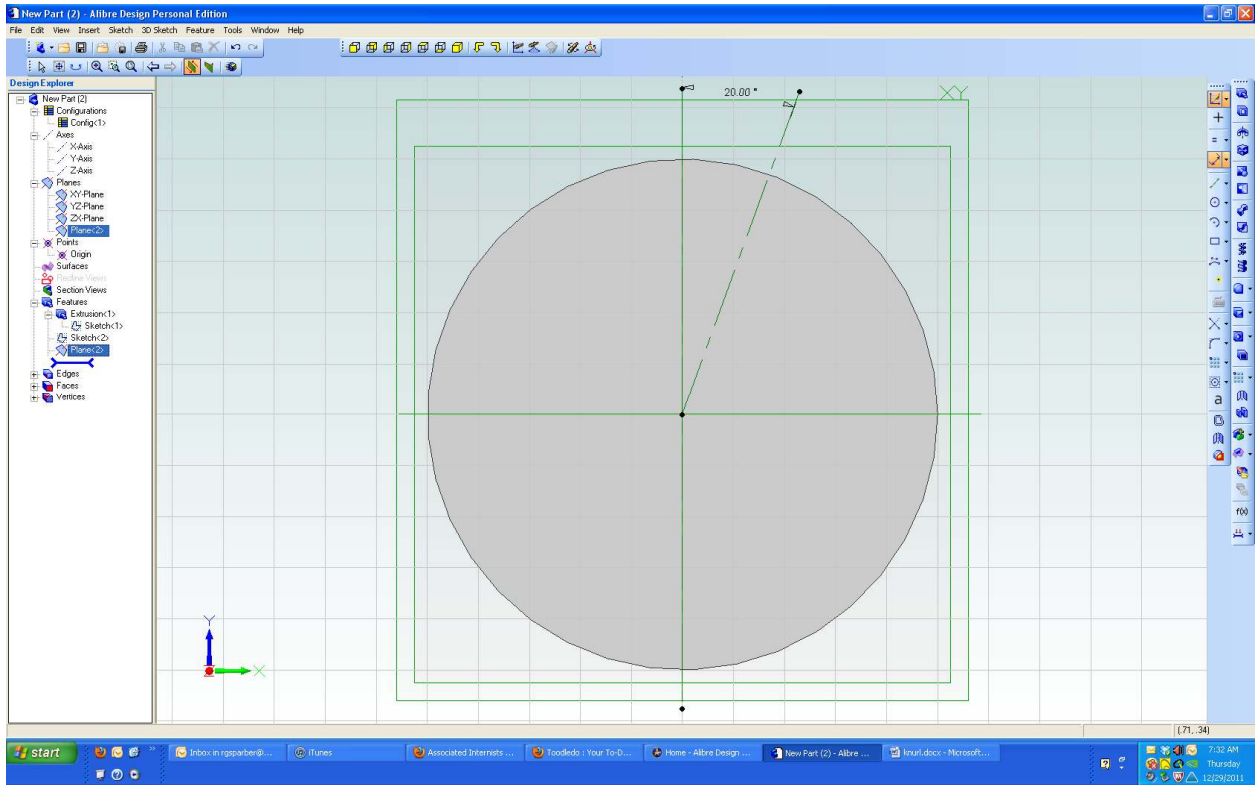 New Part (2) - Alibre Design Personal Edition
File Edit View Insert Sketch 3D Sketch Feature Tools Window Help
Design Explorer
New Part (2)
Configurations
Config<1>
Axes
X-Axis
Y-Axis
Z-Axis
Planes
XY-Plane
YZ-Plane
ZX-Plane
Plane<2>
Points
Origin
Surfaces
Redline Views
Section Views
Features
Extrusion<1>
Sketch<1>
Sketch<2>
Plane<2>
Edges
Faces
Vertices
20.00 °
XY
Y
X
a
f(x)
(.71, .34)
start
Inbox in rgsparber@...
iTunes
Associated Internists ...
Toodledo : Your To-D...
Home - Alibre Design ...
New Part (2) - Alibre ...
knurl.docx - Microsoft...
7:32 AM
Thursday
12/29/2011